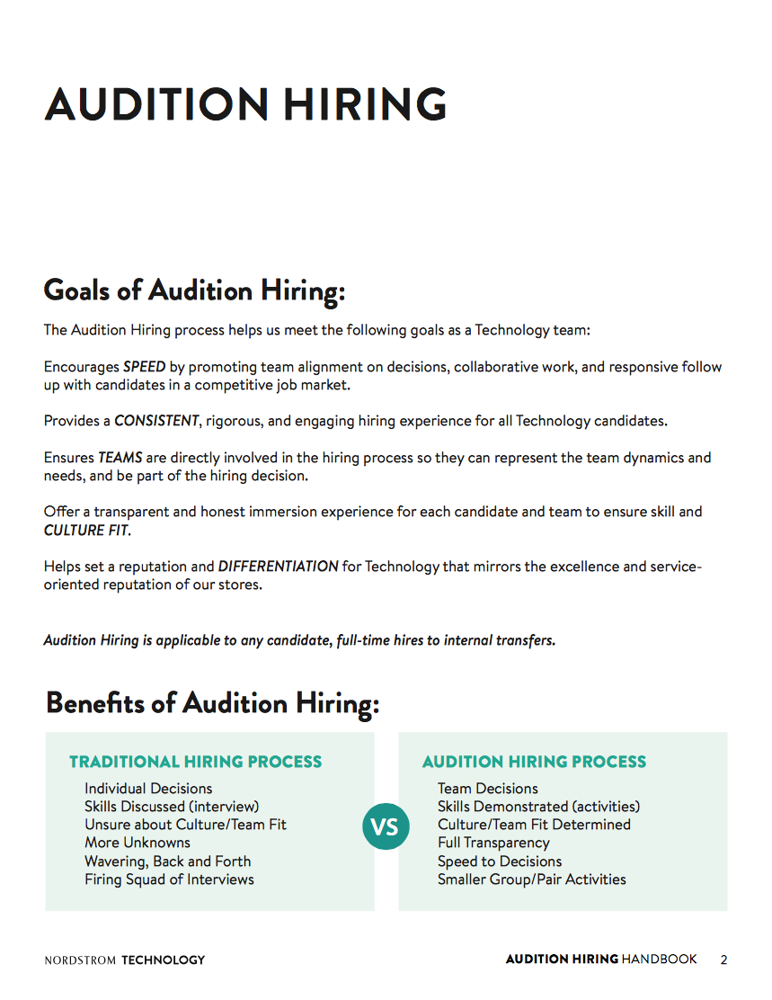 AUDITION HIRING
Goals of Audition Hiring:
The Audition Hiring process helps us meet the following goals as a Technology team:
Encourages SPEED by promoting team alignment on decisions, collaborative work, and responsive follow
up with candidates in a competitive job market.
Provides a CONSISTENT, rigorous, and engaging hiring experience for all Technology candidates.
Ensures TEAMS are directly involved in the hiring process so they can represent the team dynamics and
needs, and be part of the hiring decision.
Offer a transparent and honest immersion experience for each candidate and team to ensure skill and
CULTURE FIT.
Helps set a reputation and DIFFERENTIATION for Technology that mirrors the excellence and service-
oriented reputation of our stores.
Audition Hiring is applicable to any candidate, full-time hires to internal transfers.
Benefits of Audition Hiring:
TRADITIONAL HIRING PROCESS
Individual Decisions
Skills Discussed (interview)
Unsure about Culture/Team Fit
More Unknowns
Wavering, Back and Forth
Firing Squad of Interviews
VS
AUDITION HIRING PROCESS
Team Decisions
Skills Demonstrated (activities)
Culture/Team Fit Determined
Full Transparency
Speed to Decisions
Smaller Group/Pair Activities
NORDSTROM TECHNOLOGY
AUDITION HIRING HANDBOOK 2